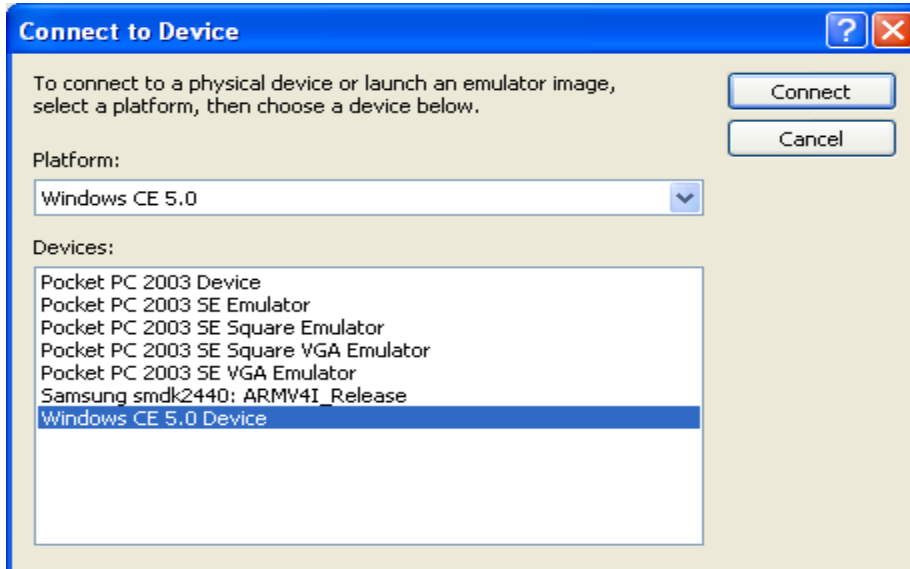 Connect to Device
To connect to a physical device or launch an emulator image,
select a platform, then choose a device below.
Connect
Cancel
Platform:
Windows CE 5.0
Devices:
Pocket PC 2003 Device
Pocket PC 2003 SE Emulator
Pocket PC 2003 SE Square Emulator
Pocket PC 2003 SE Square VGA Emulator
Pocket PC 2003 SE VGA Emulator
Samsung smdk2440: ARMV4I_Release
Windows CE 5.0 Device